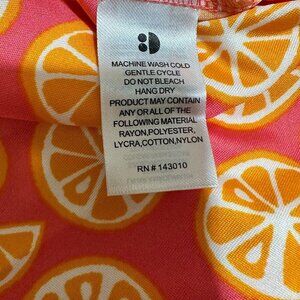 MACHINE WASH COLD
GENTLE CYCLE
DO NOT BLEACH
HANG DRY
PRODUCT MAY CONTAIN
ANY OR ALL OF THE
FOLLOWING MATERIAL
RAYON,POLYESTER,
LYCRA,COTTON,NYLON
RN # 143010